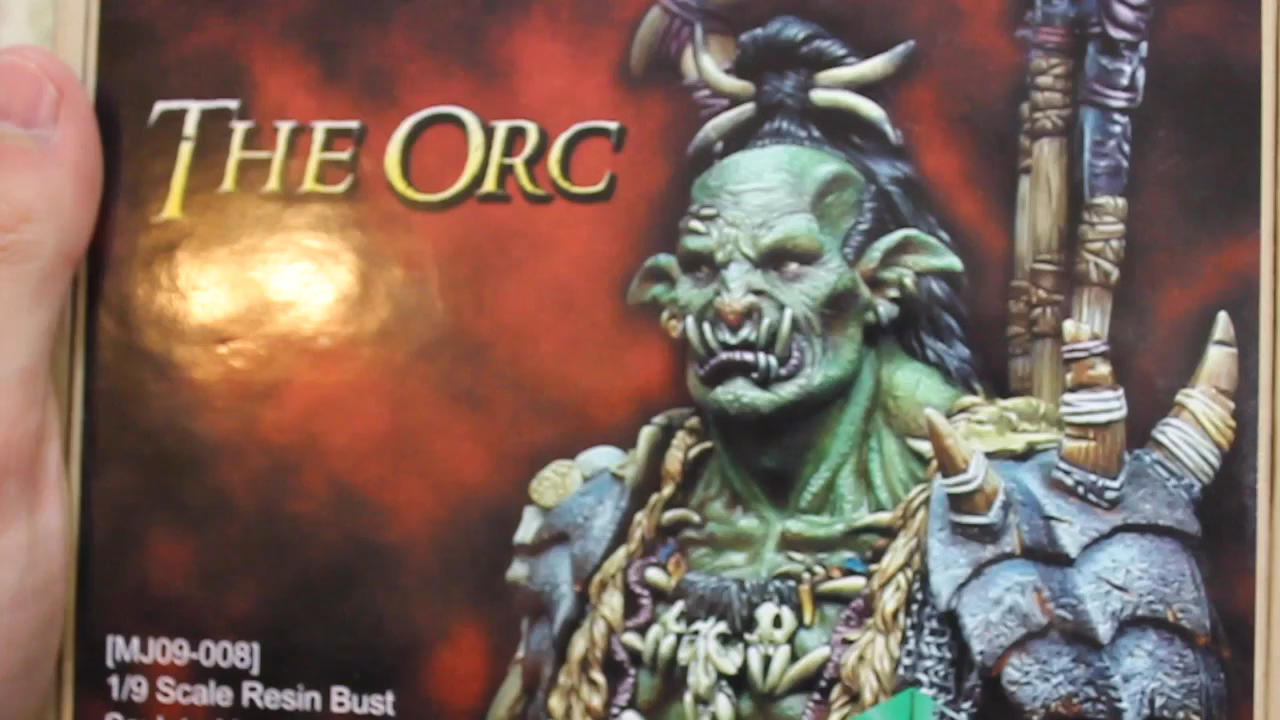 THE ORC
[MJ09-008]
1/9 Scale Resin Bust